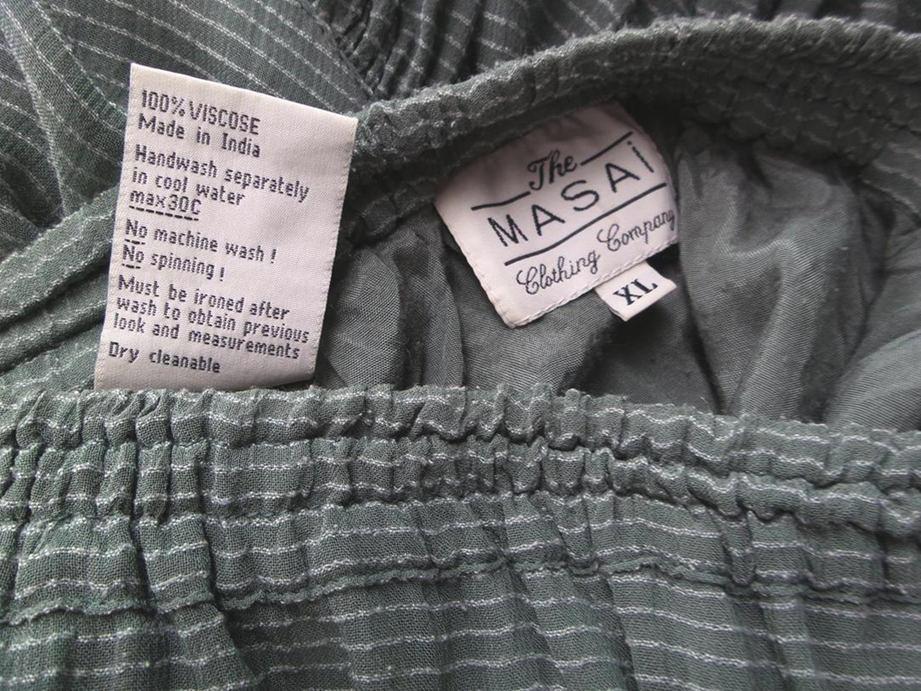 100% VISCOSE
Made in India
Handwash separately
in cool water
max30C
No machine wash !
No spinning !
Must be ironed after
wash to obtain previous
look and measurements
Dry cleanable
The
MASAI
Clothing Company
XL